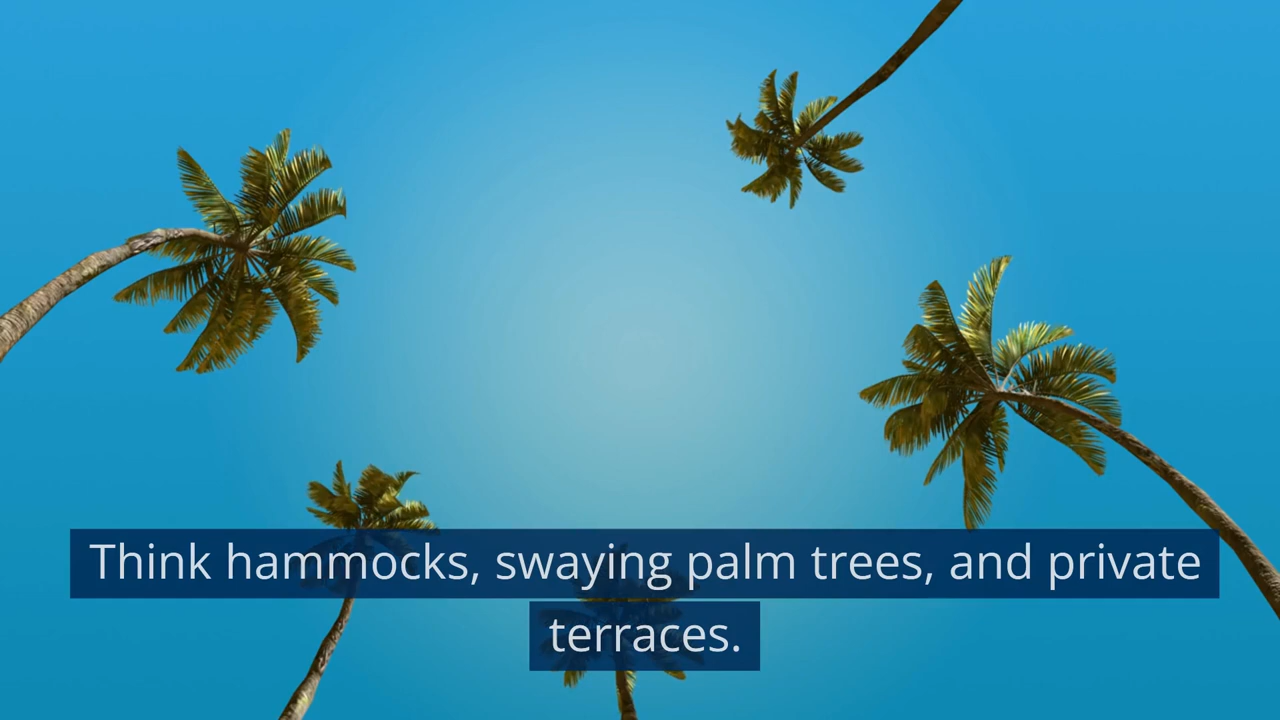 Think hammocks, swaying palm trees, and private
terraces.